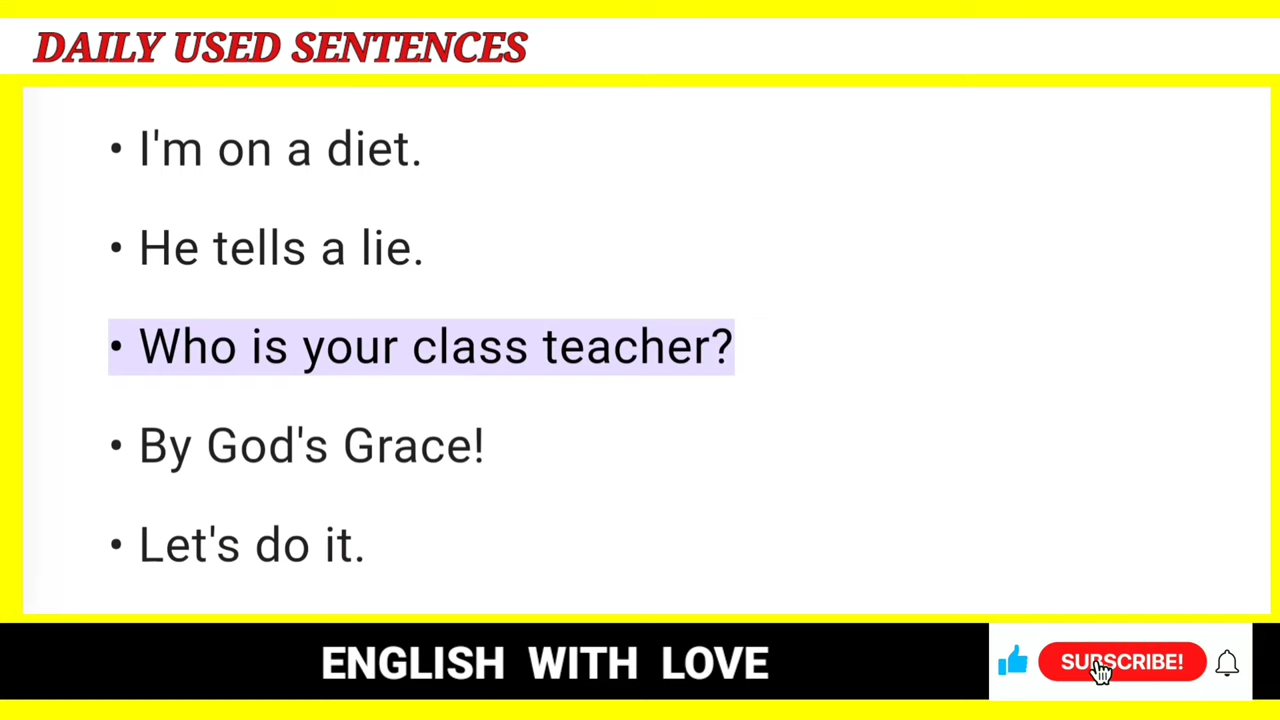 DAILY USED SENTENCES
• I'm on a diet.
• He tells a lie.
• Who is your class teacher?
• By God's Grace!
• Let's do it.
ENGLISH WITH LOVE
SUBSCRIBE!